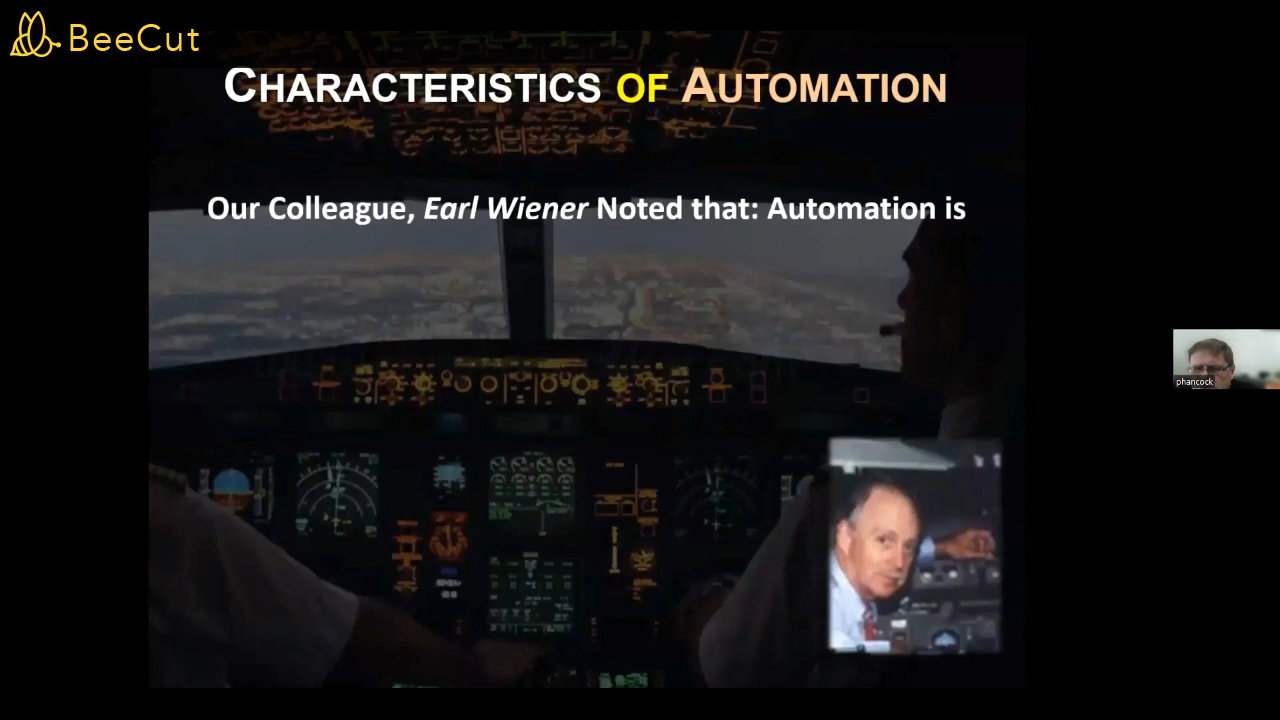 BeeCut
CHARACTERISTICS OF AUTOMATION
Our Colleague, Earl Wiener Noted that: Automation is
phancock